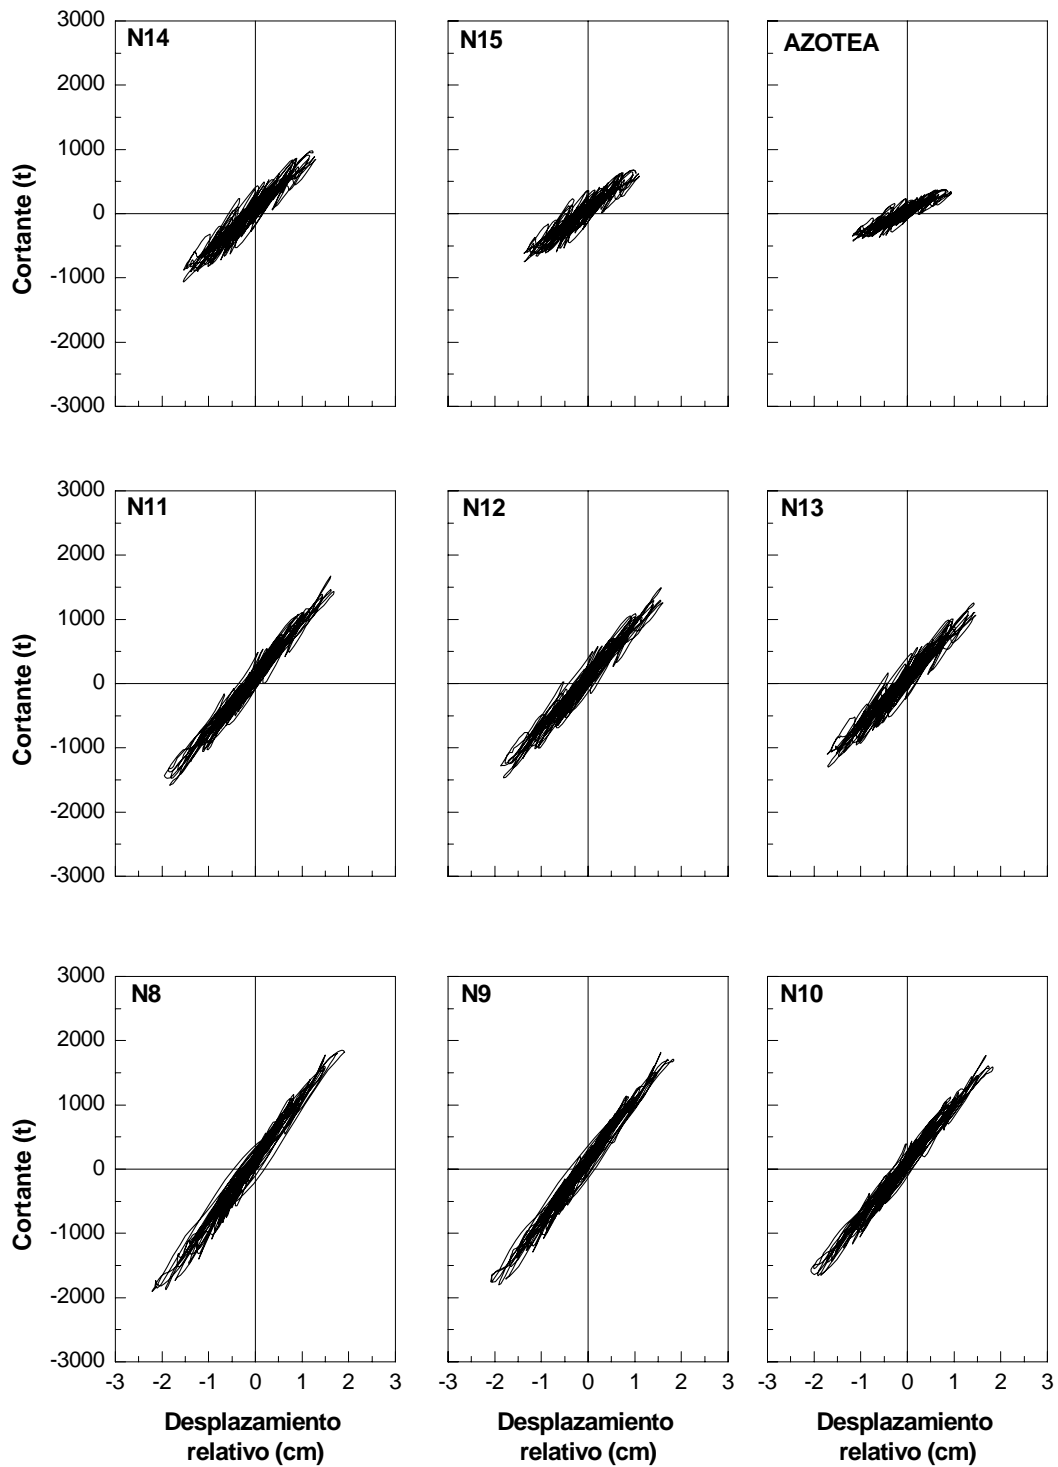 N14
N15
AZOTEA
3000
2000
1000
0
-1000
-2000
-3000
Cortante (t)
N11
N12
N13
3000
2000
1000
0
-1000
-2000
-3000
Cortante (t)
N8
N9
N10
3000
2000
1000
0
-1000
-2000
-3000
Cortante (t)
-3 -2 -1 0 1 2 3
-3 -2 -1 0 1 2 3
-3 -2 -1 0 1 2 3
Desplazamiento
relativo (cm)
Desplazamiento
relativo (cm)
Desplazamiento
relativo (cm)